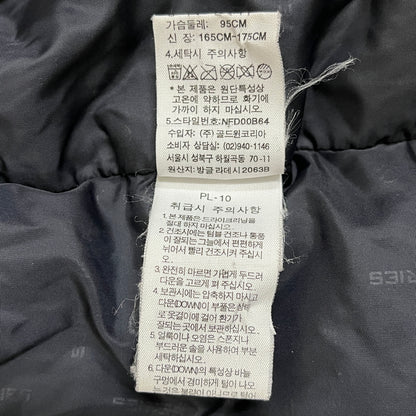 가슴둘레: 95CM
신 장: 165CM-175CM
4.세탁시 주의사항
* 본 제품은 원단특성상
고온에 약하므로 화기에
가까이 마십시오.
5.스타일번호: NFD00B64
수입자: (주) 골드윈코리아
소비자 상담실: 02)940-1146
서울시 성북구 하월곡동 70-11
원산지: 방글라데시 2063B
PL-10
취급시 주의사항
1. 본 제품은 드라이크리닝을
절대 하지 마십시오.
2. 건조시에는 텀블 건조나 통풍
이 잘되는 그늘에서 편편하게
뉘어서 빨리 건조시켜 주십시
오.
3. 완전히 마르면 가볍게 두드려
다운을 고르게 펴 주십시오.
4. 보관시에는 압축하지 마시고
다운(DOWN)이 부풀은
로 옷걸이에 걸어 환기가
잘되는 곳에서 보관하십시오.
5. 얼룩이나 오염은 스폰지나
부드러운 솔을 사용하여 부분
세탁하십시오.
6. 다운(DOWN)의 특성상 바늘
구멍에서 경미하게 털이 나
오는 것은
RIES